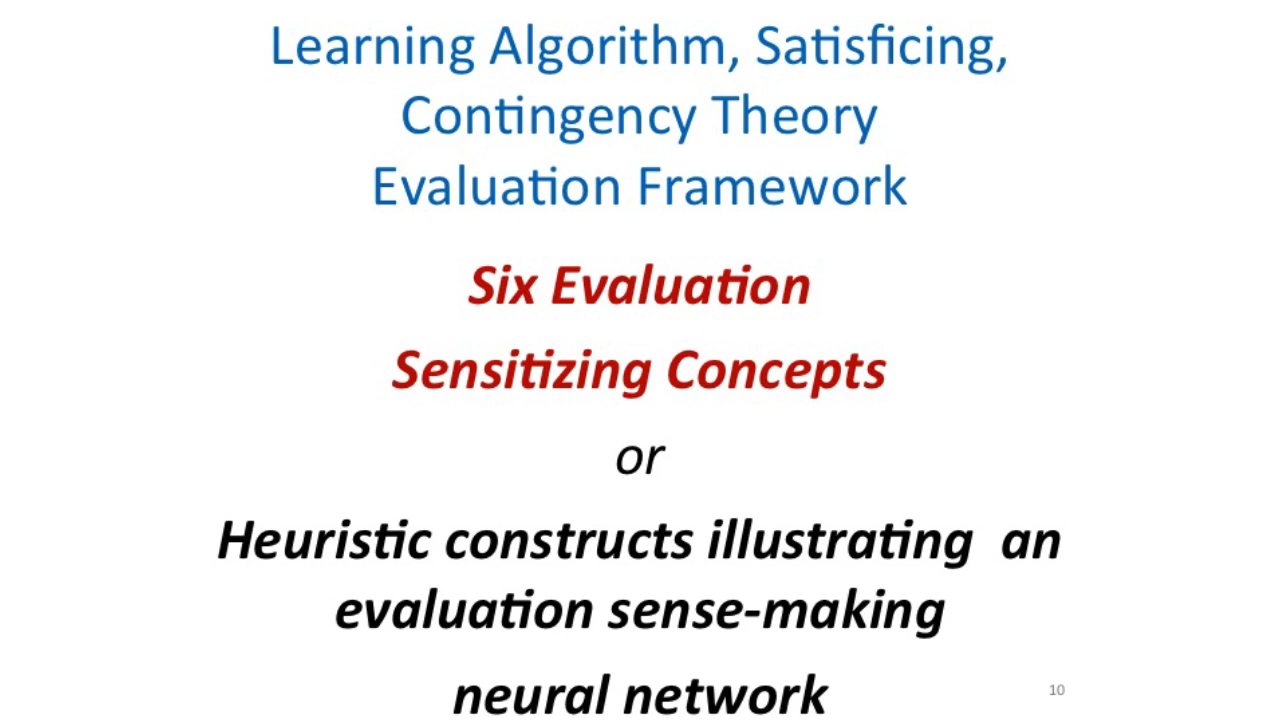 Learning Algorithm, Satisficing,
Contingency Theory
Evaluation Framework
Six Evaluation
Sensitizing Concepts
or
Heuristic constructs illustrating  an
evaluation sense-making
neural network
10